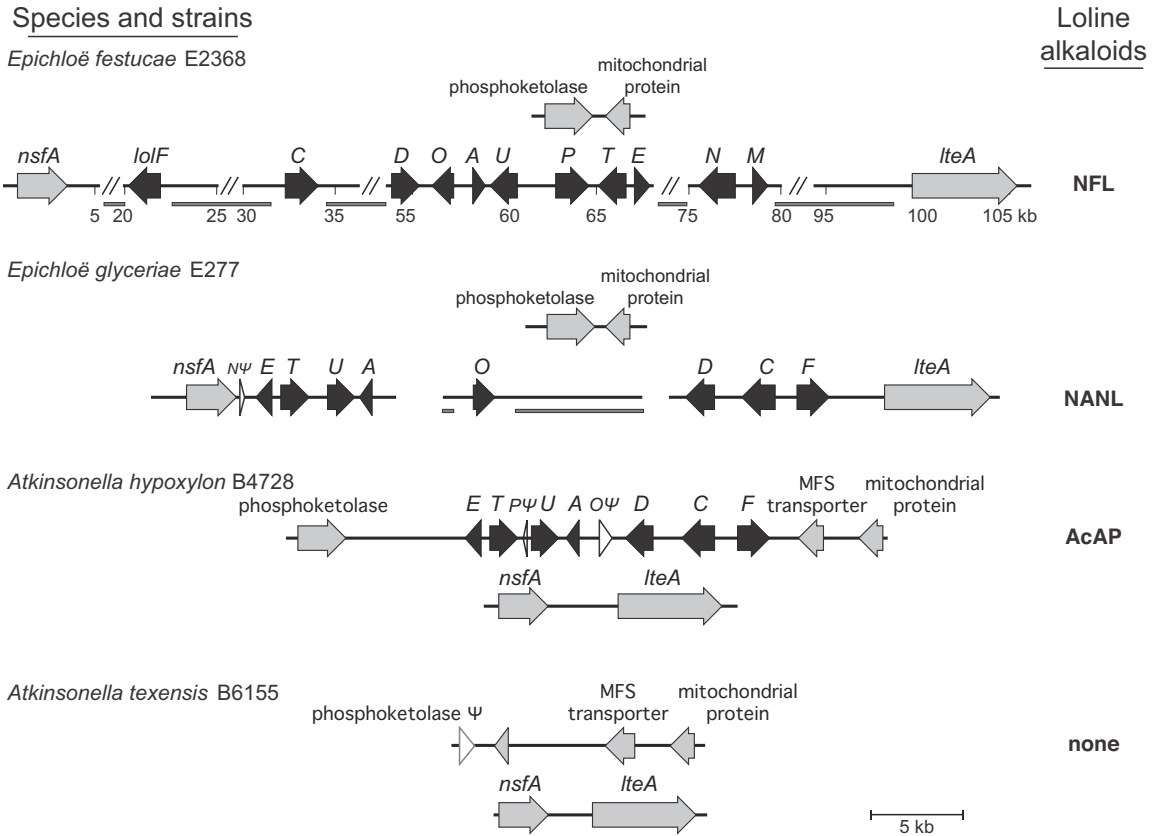 Species and strains
Loline
alkaloids
Epichloë festucae E2368
mitochondrial
phosphoketolase
protein
nsfA lolF C D O A U P T E N M lteA
NFL
5 20 25 30 35 55 60 65 75 80 95 100 105 kb
Epichloë glyceriae E277
mitochondrial
phosphoketolase
protein
nsfA NΨ E T U A O D C F lteA
NANL
Atkinsonella hypoxylon B4728
phosphoketolase
E T PΨ U A OΨ D C F
MFS
transporter
mitochondrial
protein
AcAP
nsfA lteA
Atkinsonella texensis B6155
phosphoketolase Ψ
MFS
transporter
mitochondrial
protein
none
nsfA lteA
5 kb